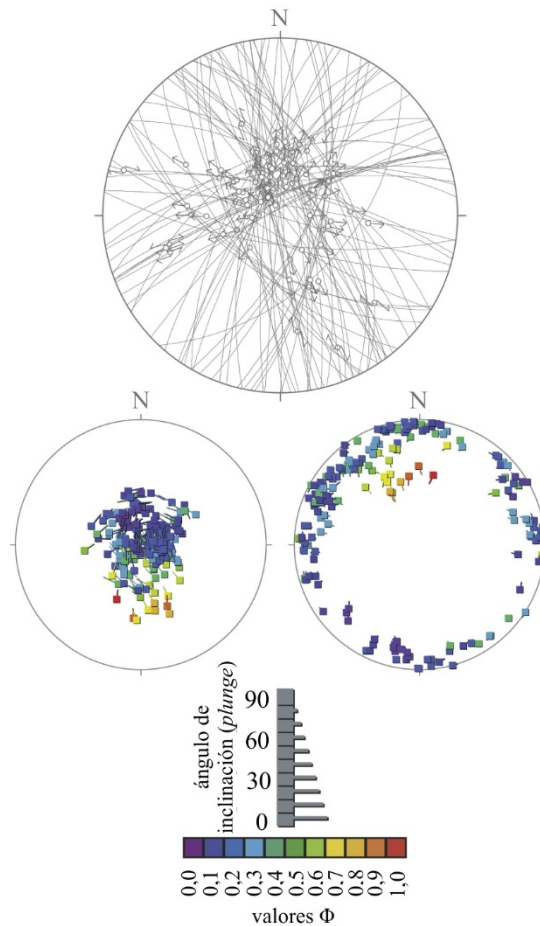 N
N
N
ángulo de
inclinación (plunge)
90
60
30
0
0,0
0,1
0,2
0,3
0,4
0,5
0,6
0,7
0,8
0,9
1,0
valores Φ